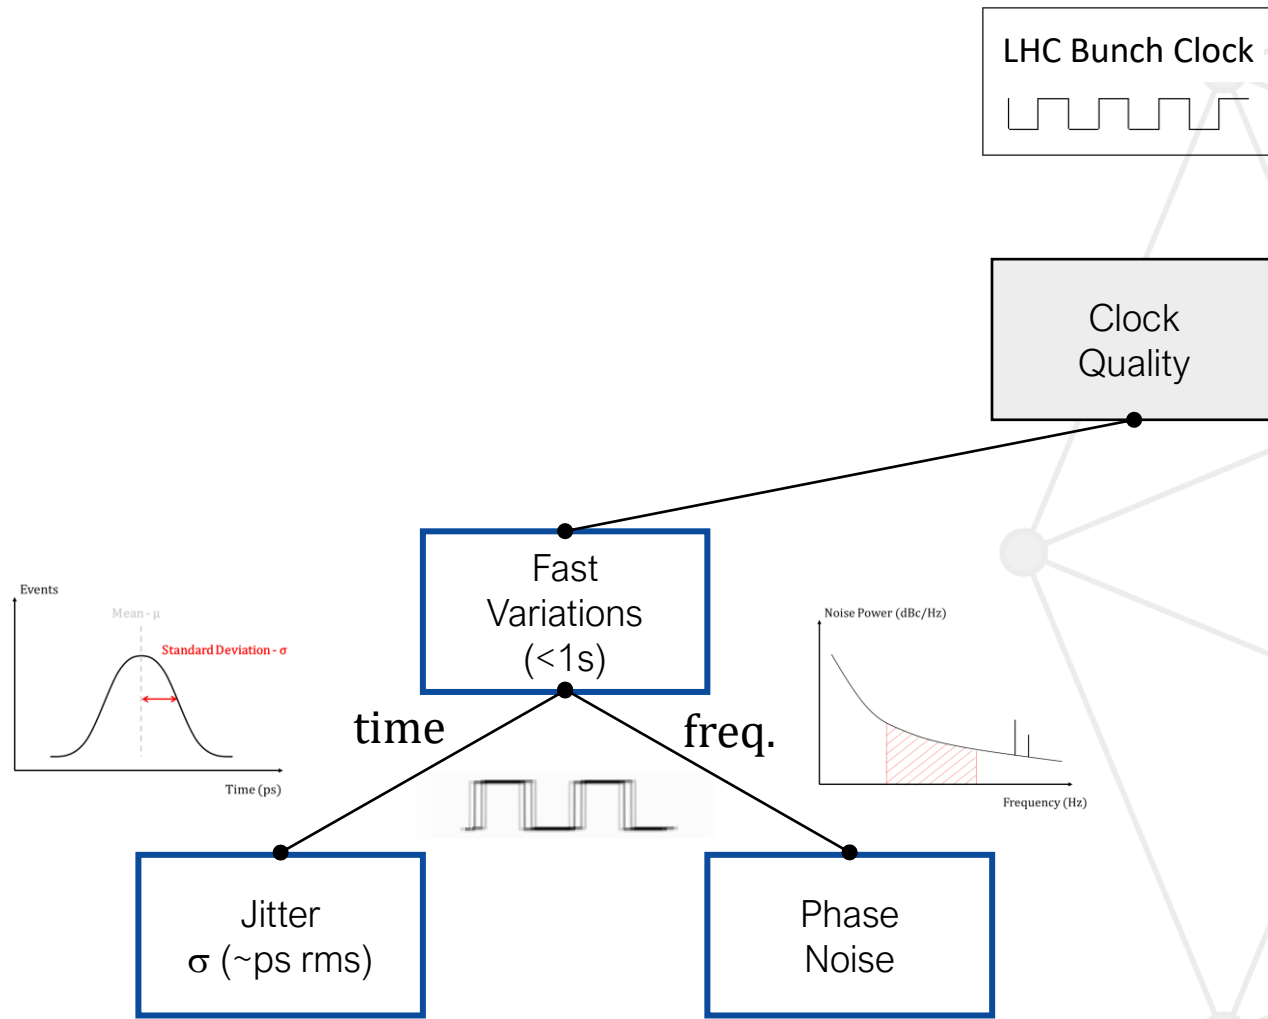 LHC Bunch Clock
Clock
Quality
Fast
Variations
(<1s)
Events
Mean - μ
Standard Deviation - σ
Time (ps)
Noise Power (dBc/Hz)
Frequency (Hz)
time
freq.
Jitter
σ (~ps rms)
Phase
Noise